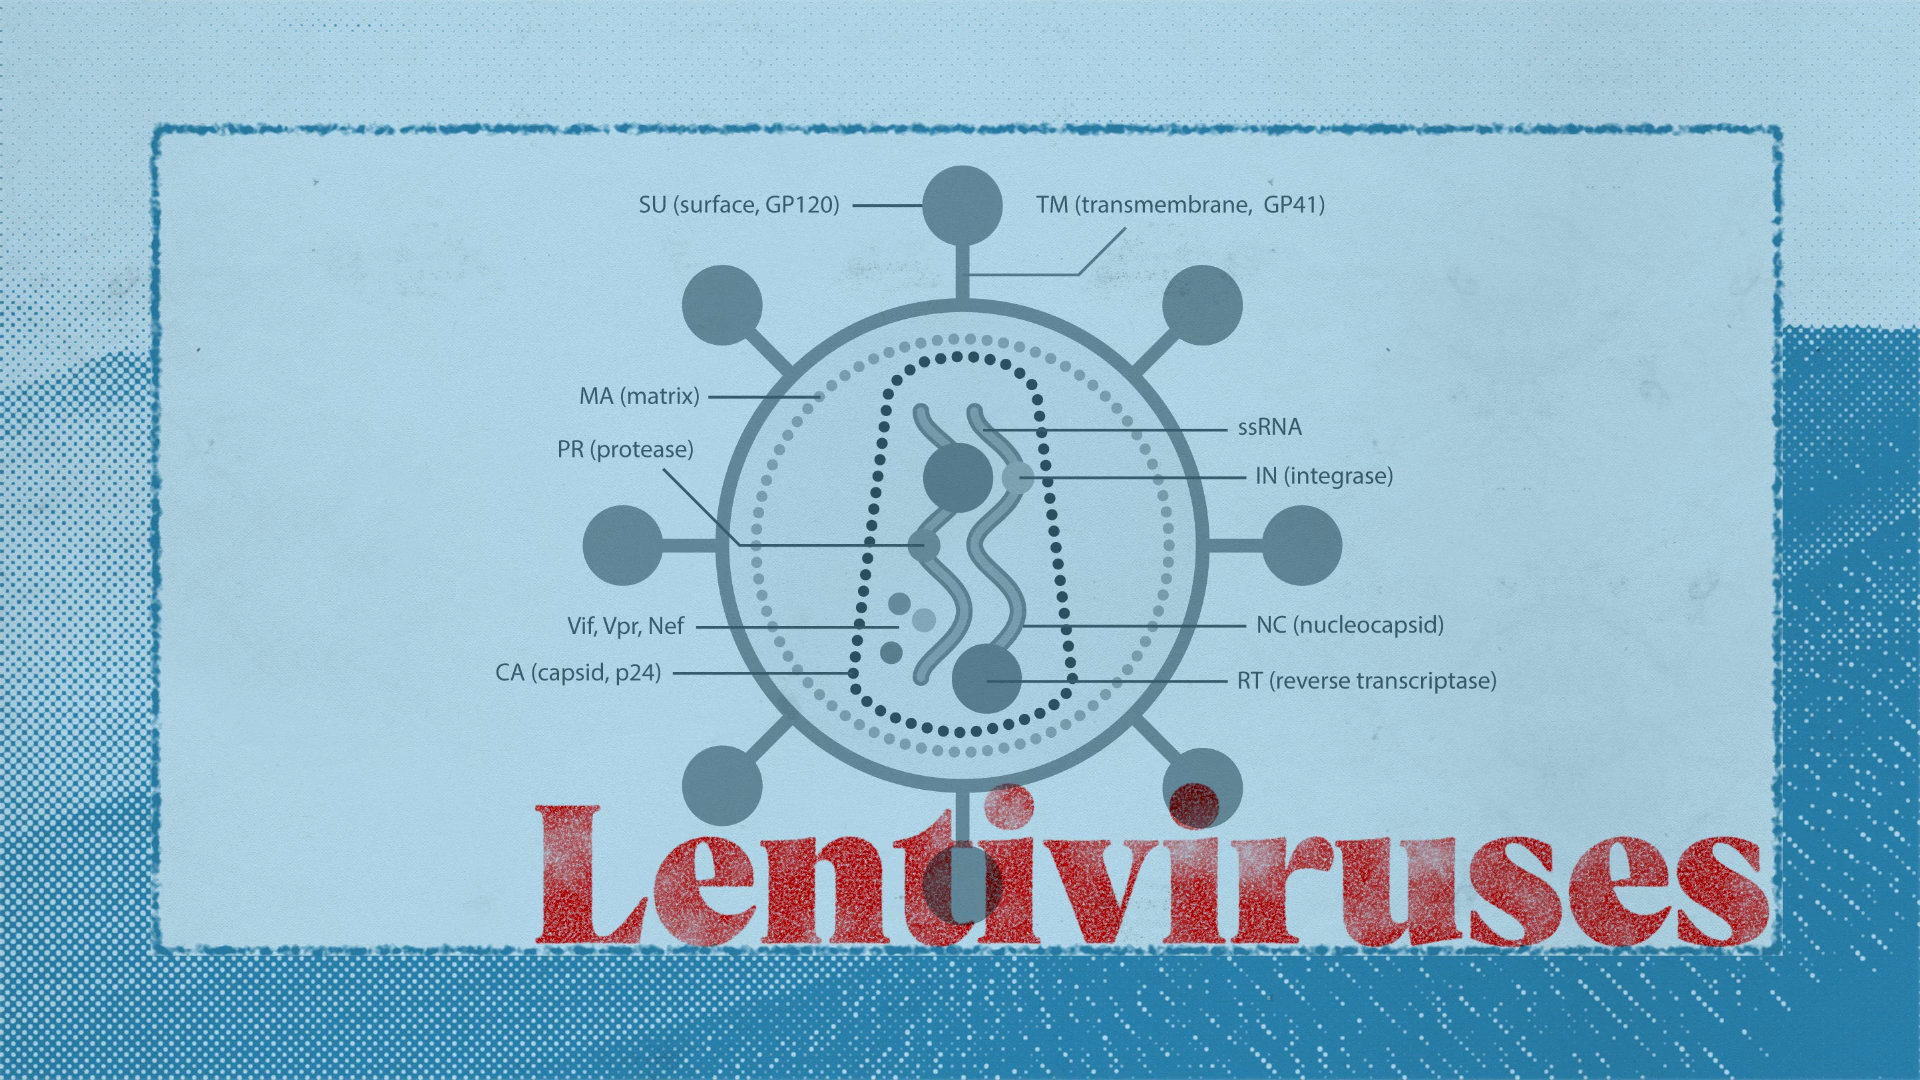 SU (surface, GP120)
TM (transmembrane, GP41)
MA (matrix)
ssRNA
PR (protease)
IN (integrase)
Vif, Vpr, Nef
NC (nucleocapsid)
CA (capsid, p24)
RT (reverse transcriptase)
Lentiviruses